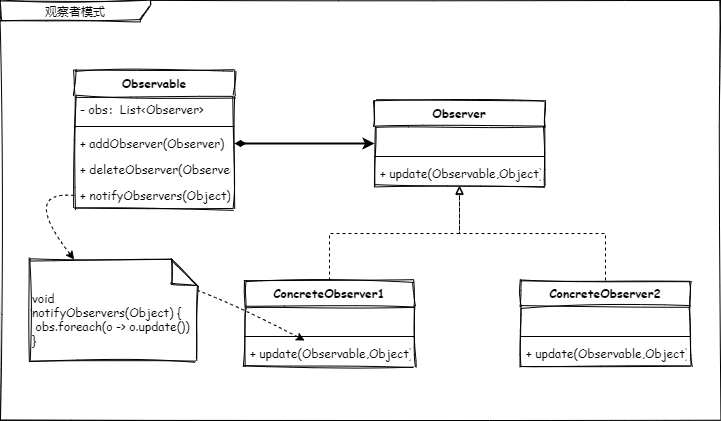 观察者模式
Observable
- obs: List<Observer>
+ addObserver(Observer)
+ deleteObserver(Observe
+ notifyObservers(Object)
Observer
+ update(Observable,Object)
void
notifyObservers(Object) {
obs.foreach(o -> o.update())
}
ConcreteObserver1
+ update(Observable,Object)
ConcreteObserver2
+ update(Observable,Object)